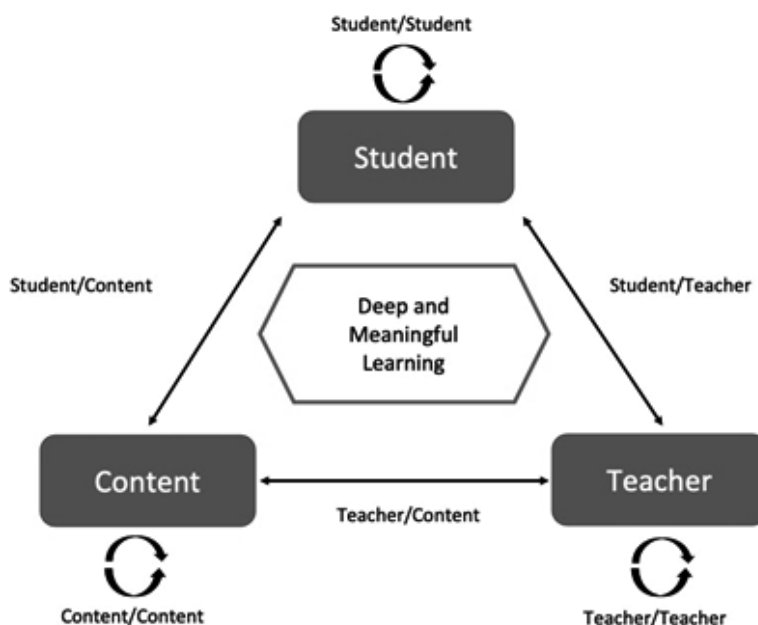 Student/Student
Student
Student/Content
Student/Teacher
Deep and
Meaningful
Learning
Content
Teacher
Teacher/Content
Content/Content
Teacher/Teacher